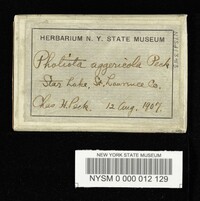 HERBARIUM N. Y. STATE MUSEUM
Pholiota aggericola Peck
Star Lake, St. Lawrence Co.
Chas. H. Peck. 12 Aug. 1907.
NEW YORK STATE MUSEUM
NYSM 0 000 012 129